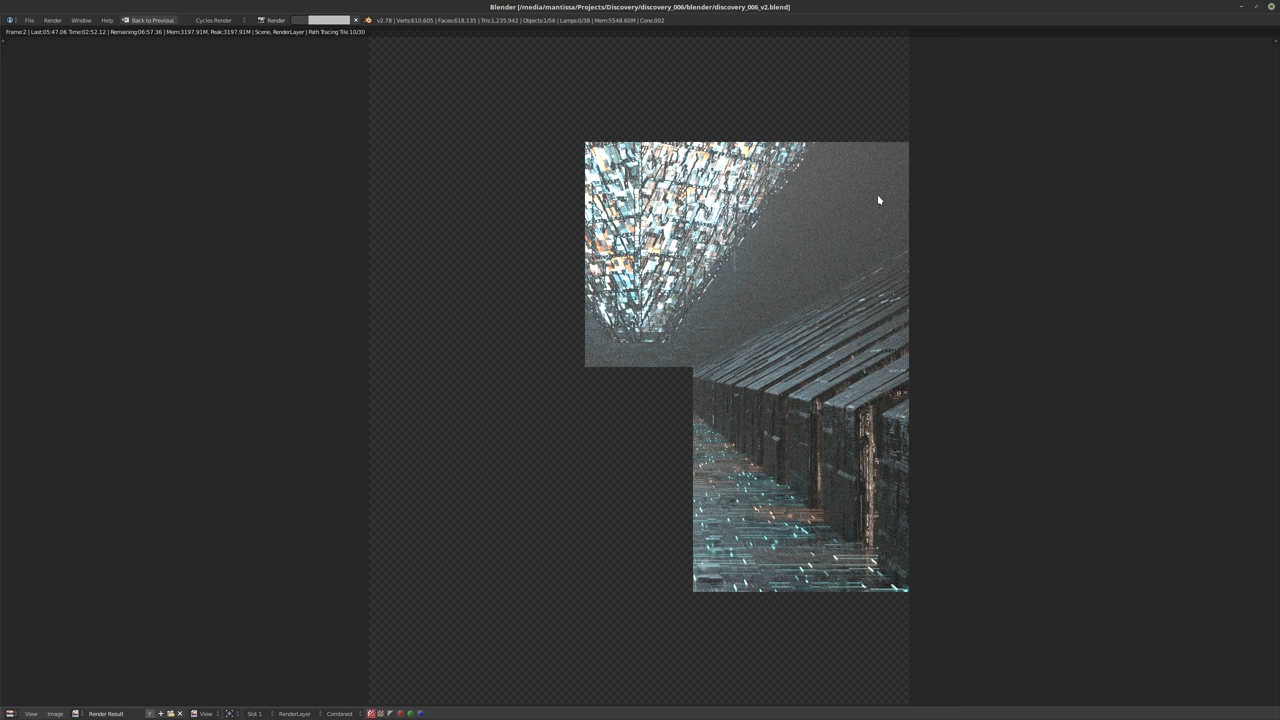 Blender [/media/mantissa/Projects/Discovery/discovery_006/blender/discovery_006_v2.blend]
File Render Window Help Back to Previous Cycles Render Render v2.78 | Verts:610,605 | Faces:618,135 | Tris:1,235,942 | Objects:1/56 | Lamps:0/38 | Mem:5548.60M | Cone.002
Frame:2 | Last:05:47.06 Time:02:52.12 | Remaining:06:57.36 | Mem:3197.91M, Peak:3197.91M | Scene, RenderLayer | Path Tracing Tile 10/30
View Image Render Result F View Slot 1 RenderLayer Combined